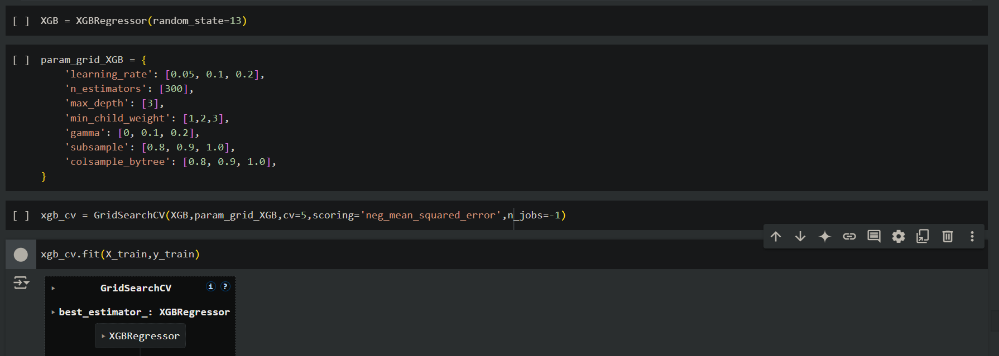 [ ] XGB = XGBRegressor(random_state=13)
[ ] param_grid_XGB = {
    'learning_rate': [0.05, 0.1, 0.2],
    'n_estimators': [300],
    'max_depth': [3],
    'min_child_weight': [1,2,3],
    'gamma': [0, 0.1, 0.2],
    'subsample': [0.8, 0.9, 1.0],
    'colsample_bytree': [0.8, 0.9, 1.0],
}
[ ] xgb_cv = GridSearchCV(XGB,param_grid_XGB,cv=5,scoring='neg_mean_squared_error',n_jobs=-1)
xgb_cv.fit(X_train,y_train)
GridSearchCV i ?
best_estimator_: XGBRegressor
XGBRegressor